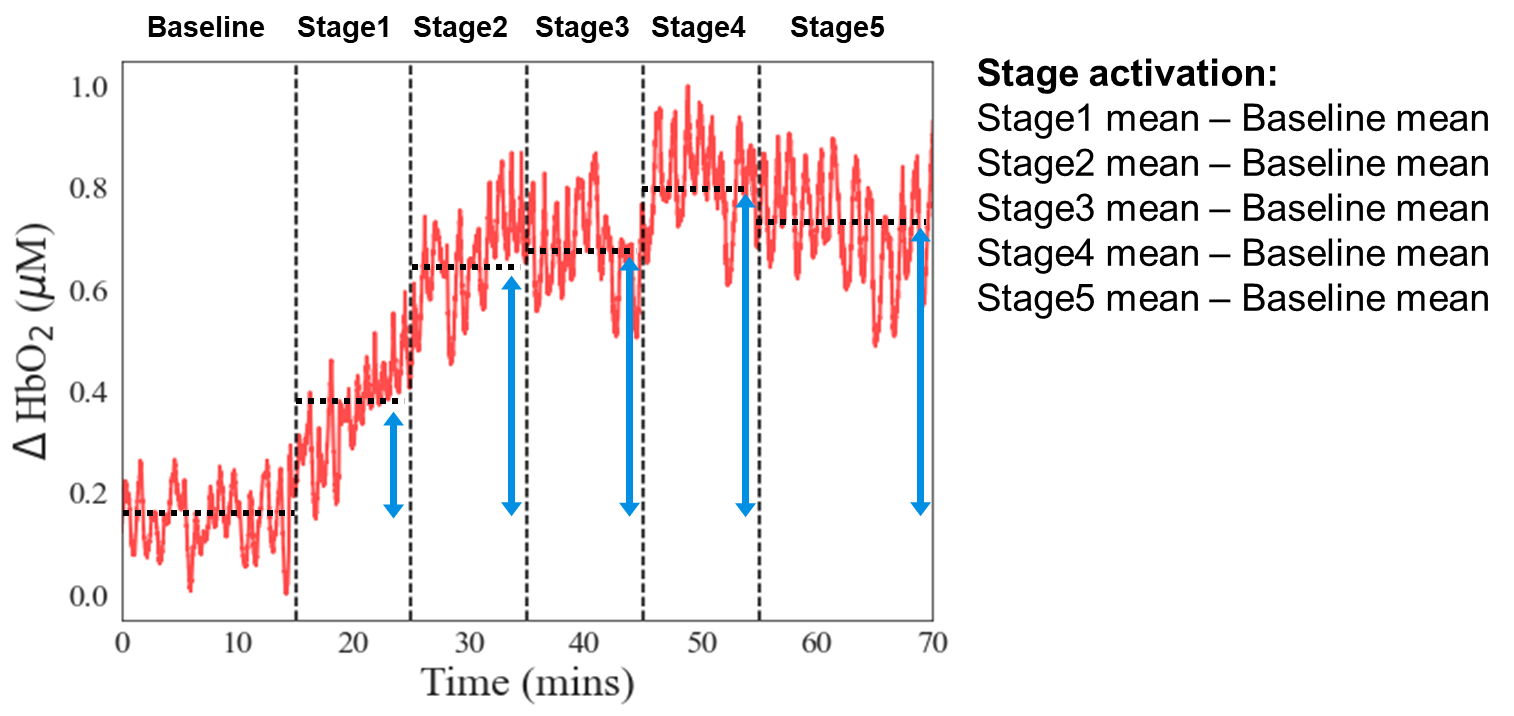 Baseline Stage1 Stage2 Stage3 Stage4 Stage5
Stage activation:
Stage1 mean – Baseline mean
Stage2 mean – Baseline mean
Stage3 mean – Baseline mean
Stage4 mean – Baseline mean
Stage5 mean – Baseline mean
Δ HbO₂ (μM)
1.0
0.8
0.6
0.4
0.2
0.0
0 10 20 30 40 50 60 70
Time (mins)